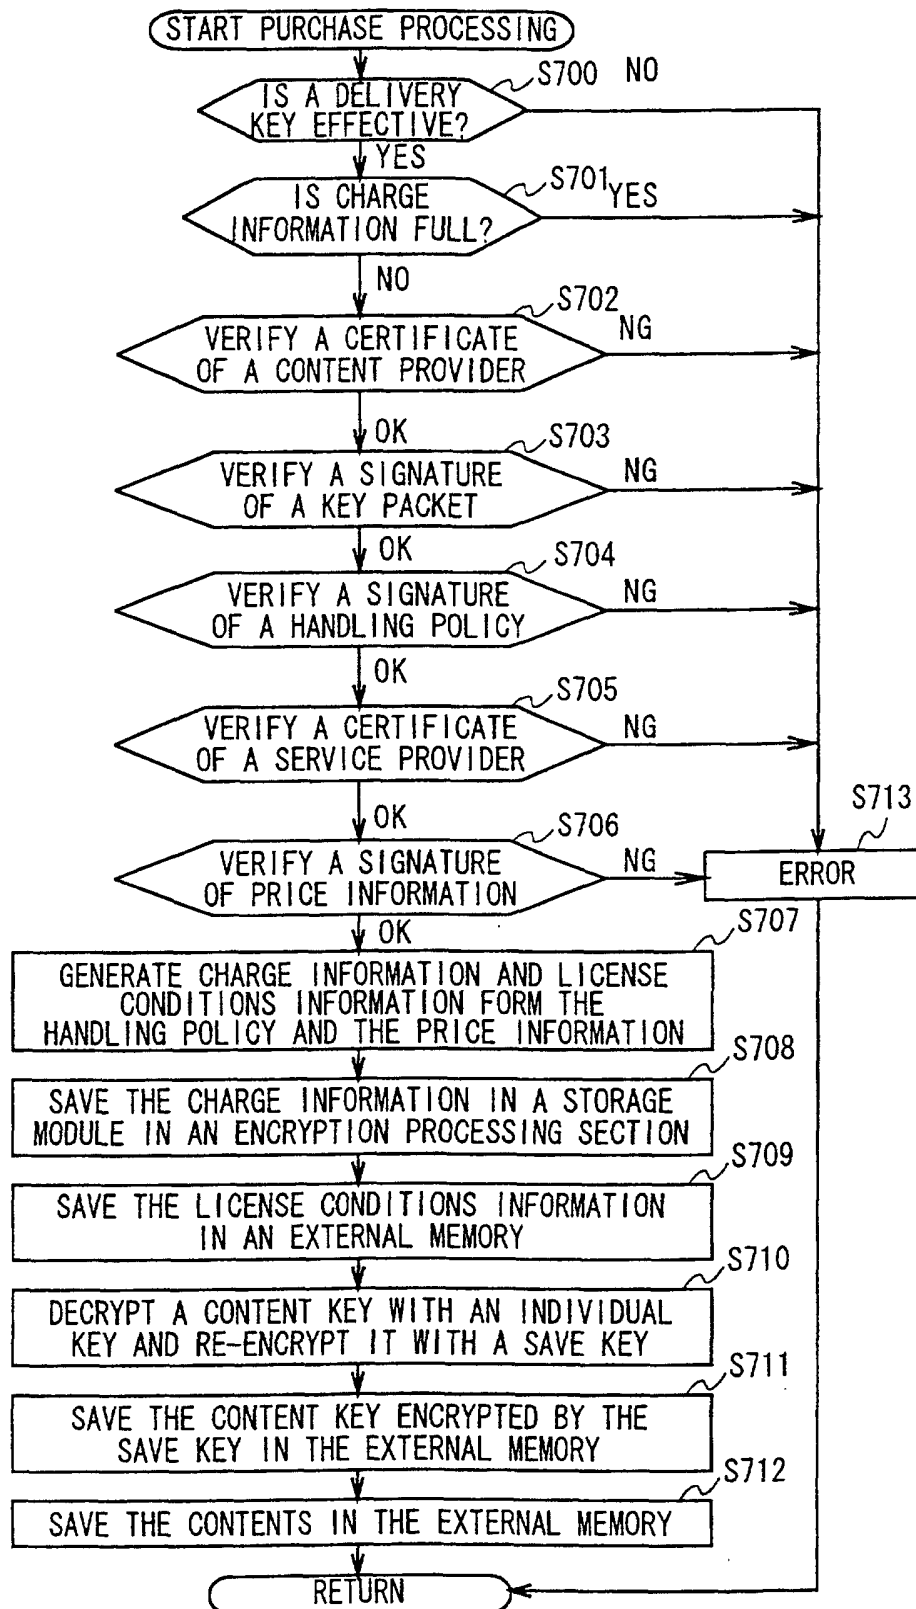 START PURCHASE PROCESSING
S700 NO
IS A DELIVERY
KEY EFFECTIVE?
YES
S701 YES
IS CHARGE
INFORMATION FULL?
NO
S702
VERIFY A CERTIFICATE
OF A CONTENT PROVIDER
NG
OK
S703
VERIFY A SIGNATURE
OF A KEY PACKET
NG
OK
S704
VERIFY A SIGNATURE
OF A HANDLING POLICY
NG
OK
S705
VERIFY A CERTIFICATE
OF A SERVICE PROVIDER
NG
OK
S706
VERIFY A SIGNATURE
OF PRICE INFORMATION
NG
S713
ERROR
OK
S707
GENERATE CHARGE INFORMATION AND LICENSE
CONDITIONS INFORMATION FORM THE
HANDLING POLICY AND THE PRICE INFORMATION
S708
SAVE THE CHARGE INFORMATION IN A STORAGE
MODULE IN AN ENCRYPTION PROCESSING SECTION
S709
SAVE THE LICENSE CONDITIONS INFORMATION
IN AN EXTERNAL MEMORY
S710
DECRYPT A CONTENT KEY WITH AN INDIVIDUAL
KEY AND RE-ENCRYPT IT WITH A SAVE KEY
S711
SAVE THE CONTENT KEY ENCRYPTED BY THE
SAVE KEY IN THE EXTERNAL MEMORY
S712
SAVE THE CONTENTS IN THE EXTERNAL MEMORY
RETURN